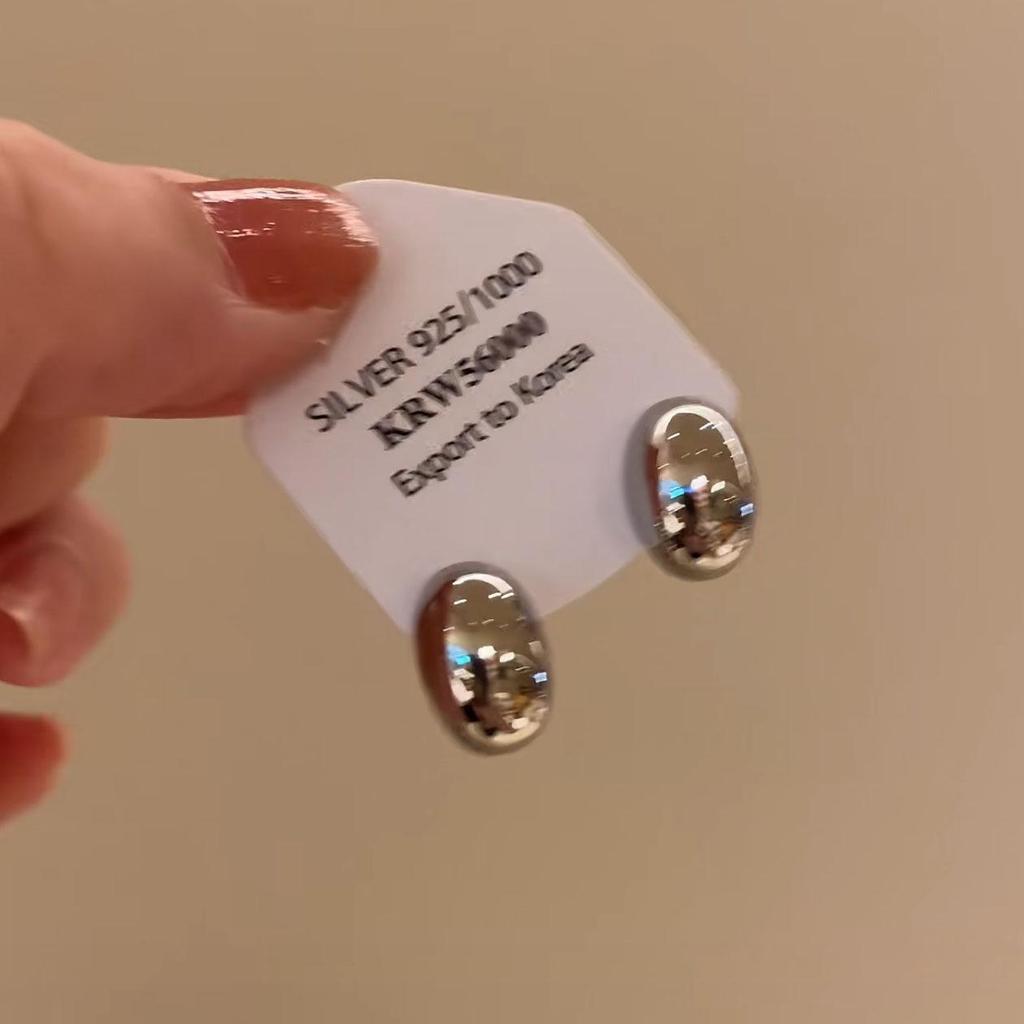 SILVER 925/1000
KRW56000
Export to Korea